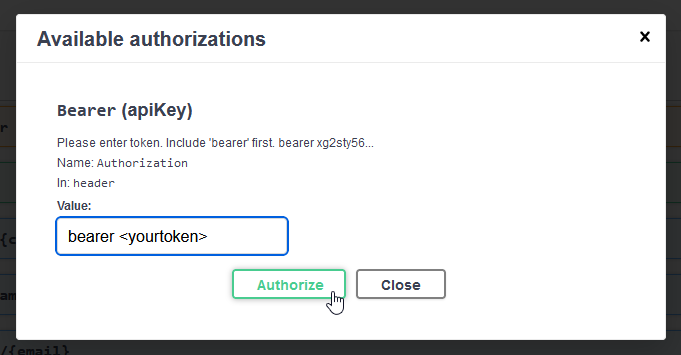 Available authorizations
×
Bearer (apiKey)
Please enter token. Include 'bearer' first. bearer xg2sty56...
Name: Authorization
In: header
Value:
bearer <yourtoken>
Authorize
Close
r
{c
am
/{email}